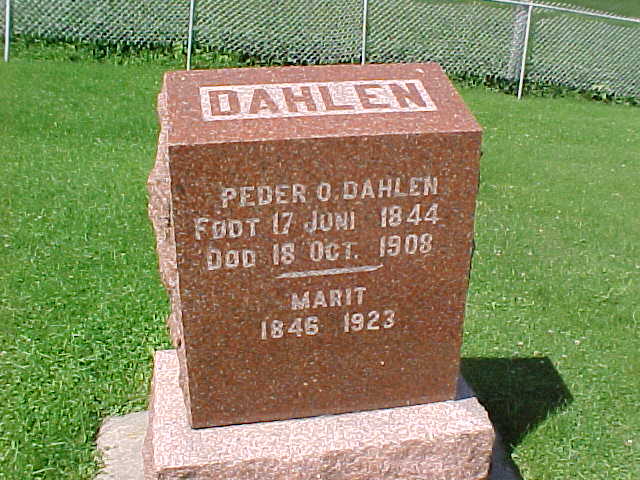 DAHLEN
PEDER O. DAHLEN
FØDT 17 JUNI 1844
DØD 18 OCT. 1908
MARIT
1846 1923